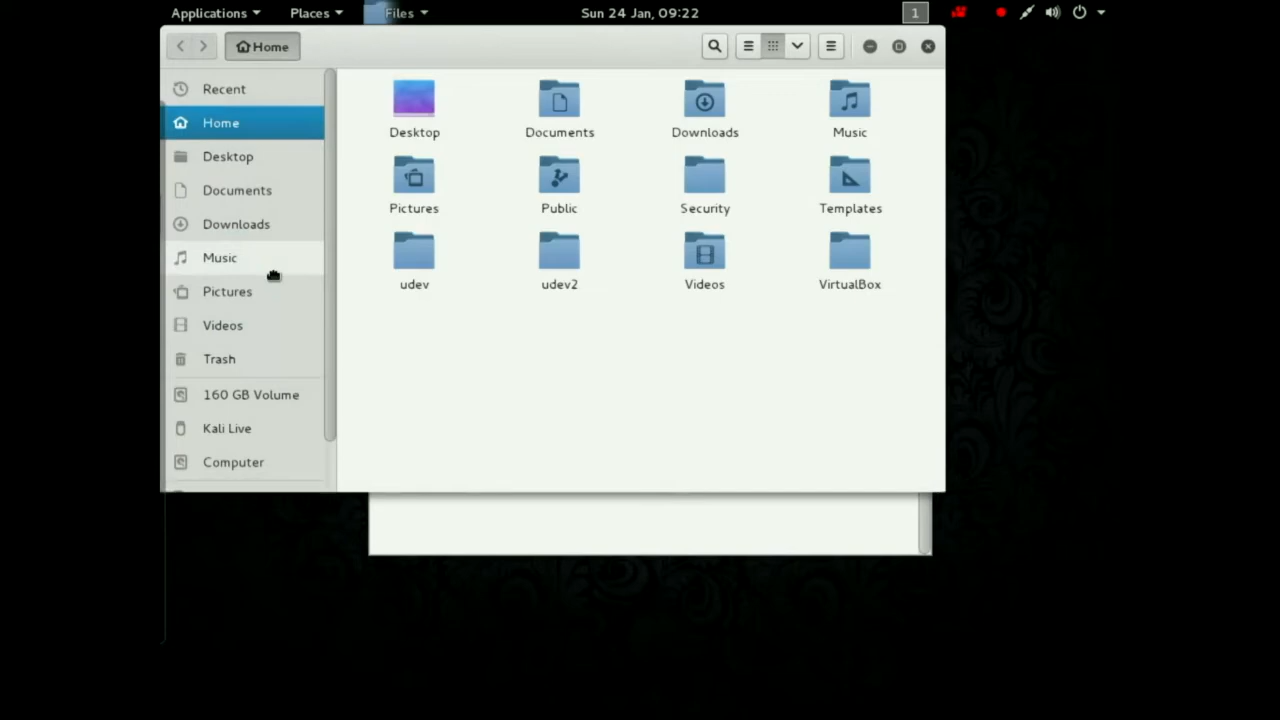 Applications Places Files Sun 24 Jan, 09:22 1
Home
Recent
Home
Desktop
Documents
Downloads
Music
Pictures
Videos
Trash
160 GB Volume
Kali Live
Computer
Desktop Documents Downloads Music
Pictures Public Security Templates
udev udev2 Videos VirtualBox